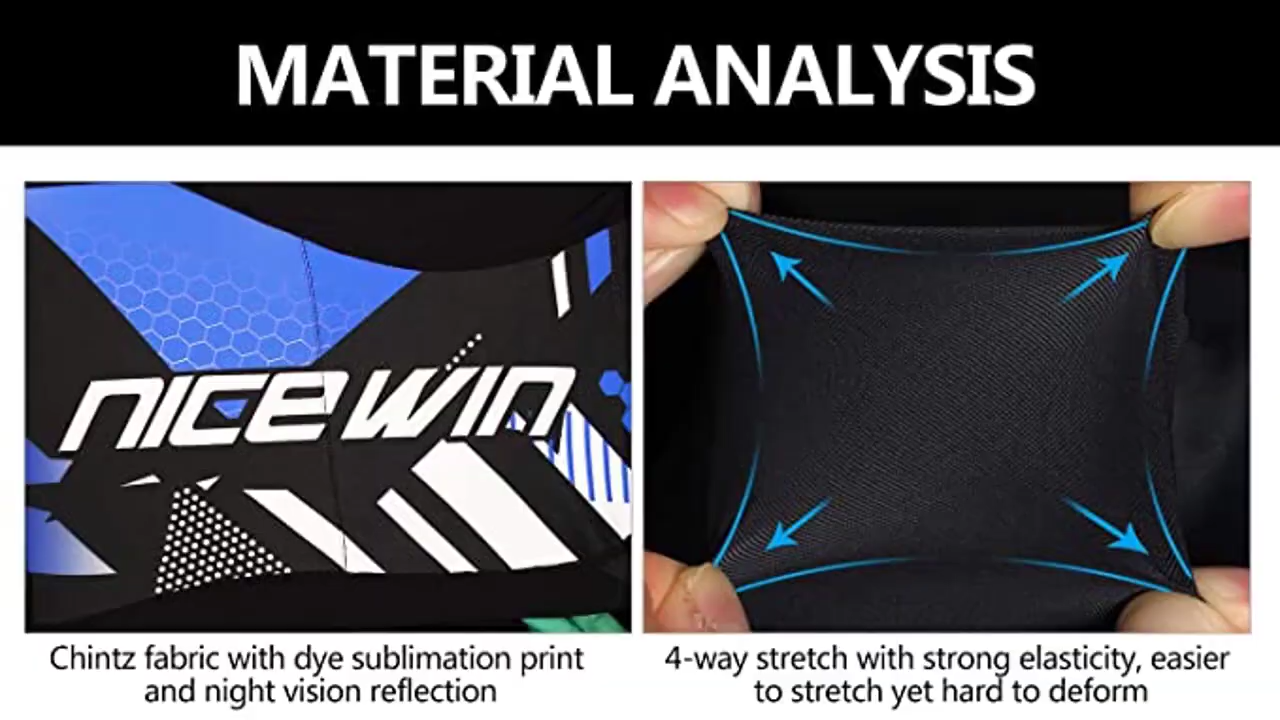 MATERIAL ANALYSIS
NICEWIN
Chintz fabric with dye sublimation print
and night vision reflection
4-way stretch with strong elasticity, easier
to stretch yet hard to deform